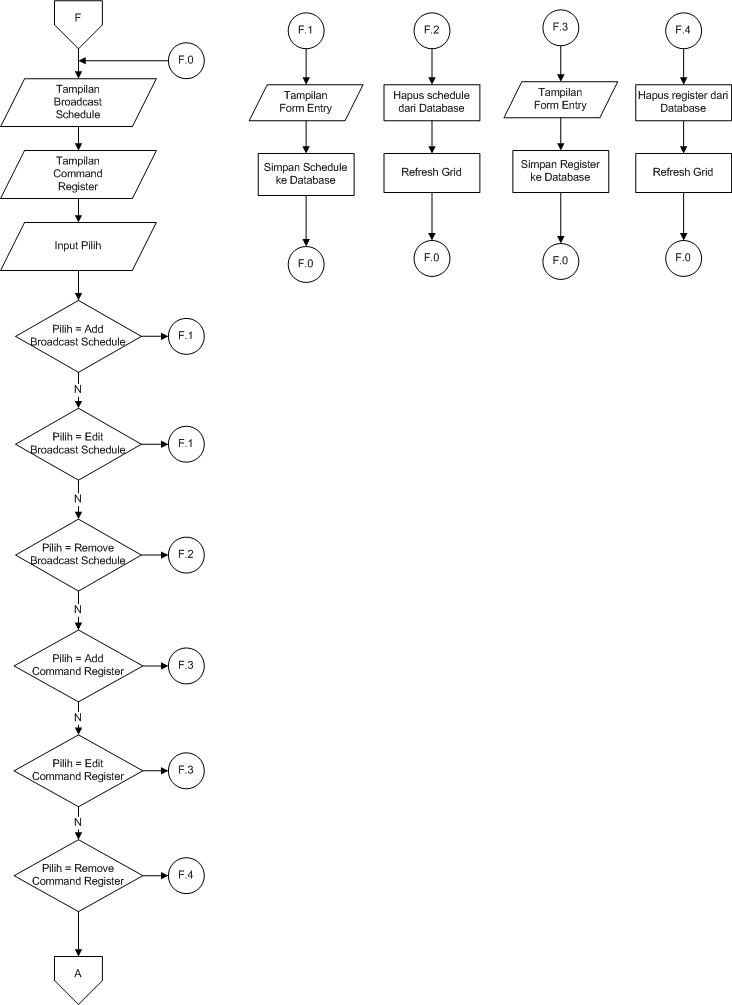 F
F.0
Tampilan
Broadcast
Schedule
Tampilan
Command
Register
Input Pilih
Pilih = Add
Broadcast Schedule
F.1
N
Pilih = Edit
Broadcast Schedule
F.1
N
Pilih = Remove
Broadcast Schedule
F.2
N
Pilih = Add
Command Register
F.3
N
Pilih = Edit
Command Register
F.3
N
Pilih = Remove
Command Register
F.4
A
F.1
Tampilan
Form Entry
Simpan Schedule
ke Database
F.0
F.2
Hapus schedule
dari Database
Refresh Grid
F.0
F.3
Tampilan
Form Entry
Simpan Register
ke Database
F.0
F.4
Hapus register dari
Database
Refresh Grid
F.0